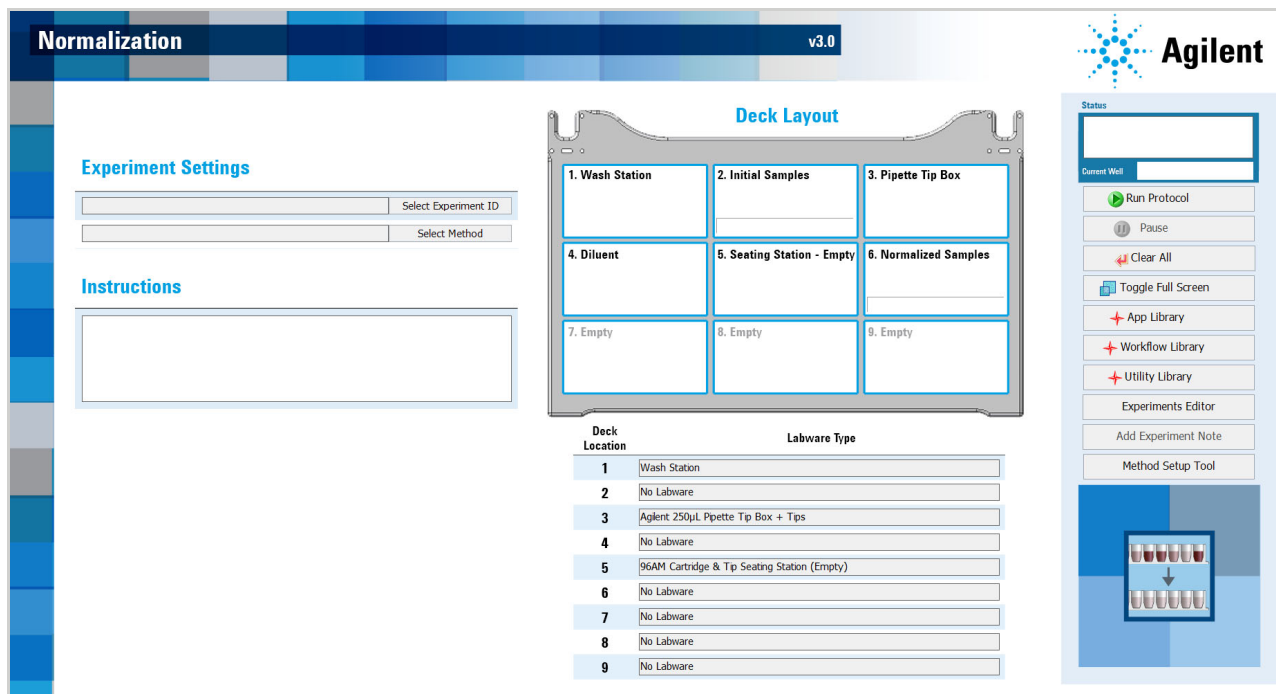 Normalization
v3.0
Agilent
Experiment Settings
Select Experiment ID
Select Method
Instructions
Deck Layout
1. Wash Station
2. Initial Samples
3. Pipette Tip Box
4. Diluent
5. Seating Station - Empty
6. Normalized Samples
7. Empty
8. Empty
9. Empty
Deck Location
Labware Type
1 Wash Station
2 No Labware
3 Agilent 250µL Pipette Tip Box + Tips
4 No Labware
5 96AM Cartridge & Tip Seating Station (Empty)
6 No Labware
7 No Labware
8 No Labware
9 No Labware
Status
Current Well
Run Protocol
Pause
Clear All
Toggle Full Screen
App Library
Workflow Library
Utility Library
Experiments Editor
Add Experiment Note
Method Setup Tool